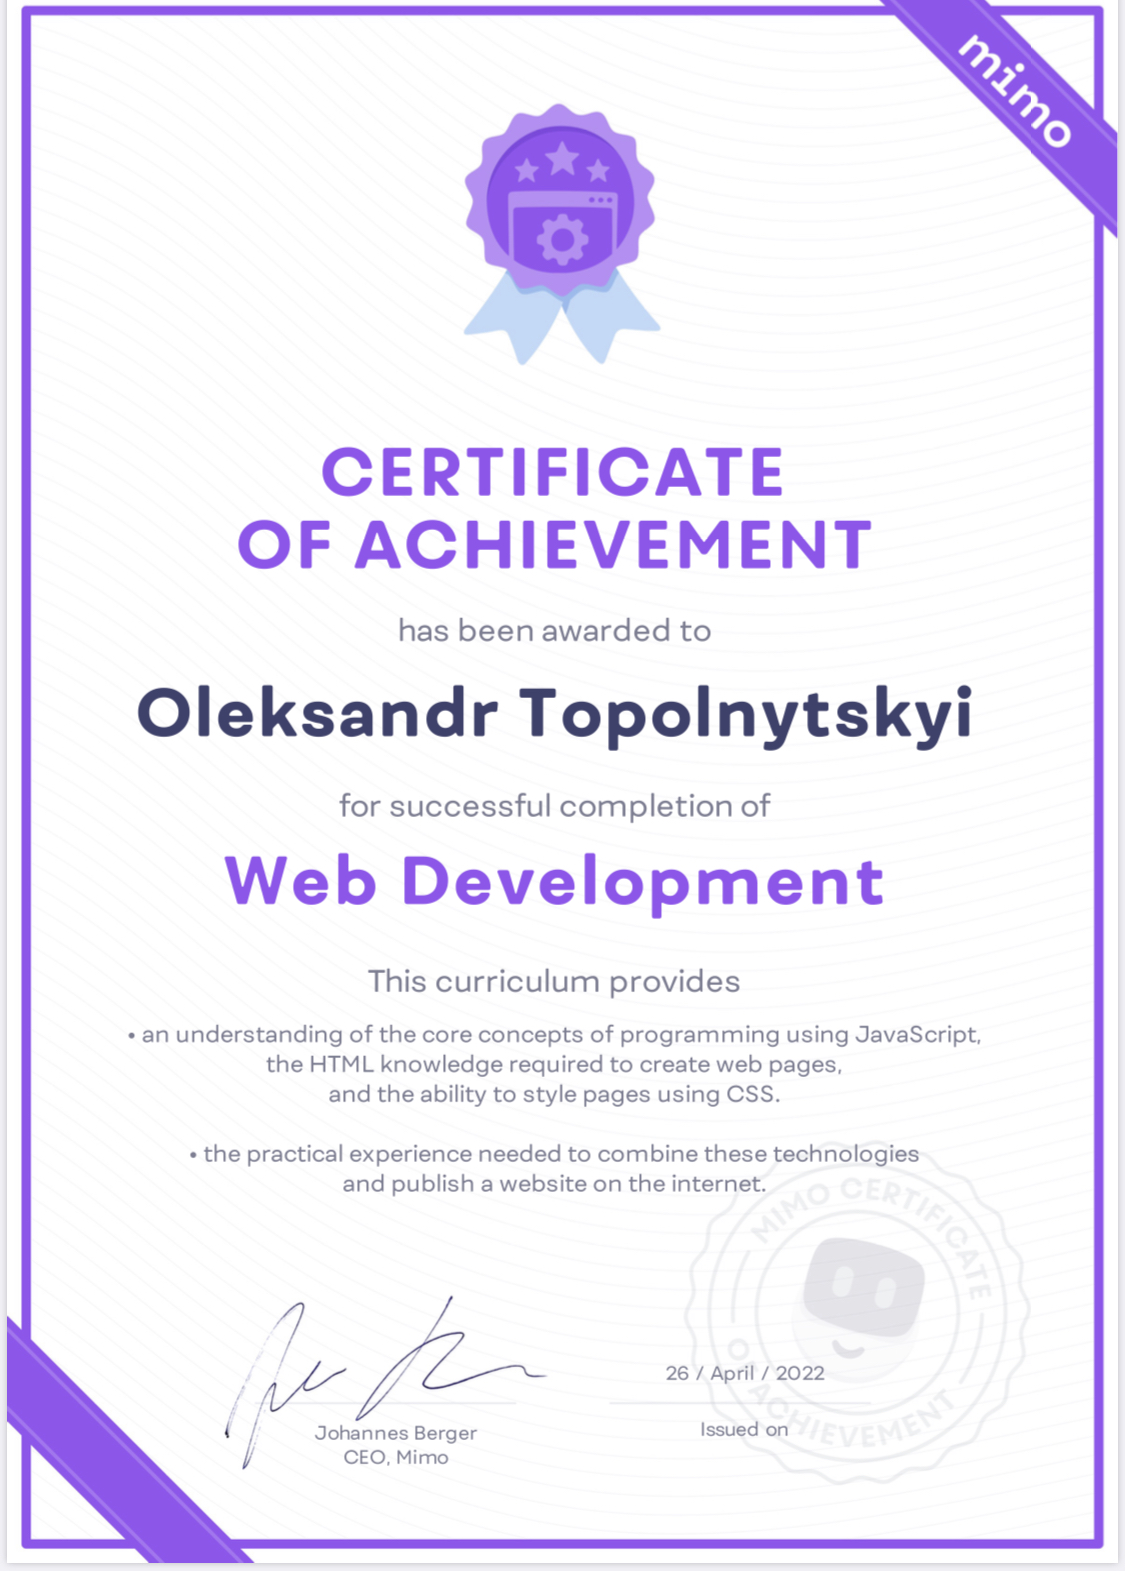 mimo
CERTIFICATE
OF ACHIEVEMENT
has been awarded to
Oleksandr Topolnytskyi
for successful completion of
Web Development
This curriculum provides
• an understanding of the core concepts of programming using JavaScript,
the HTML knowledge required to create web pages,
and the ability to style pages using CSS.
• the practical experience needed to combine these technologies
and publish a website on the internet.
MIMO CERTIFICATE
OF ACHIEVEMENT
26 / April / 2022
Issued on
Johannes Berger
CEO, Mimo